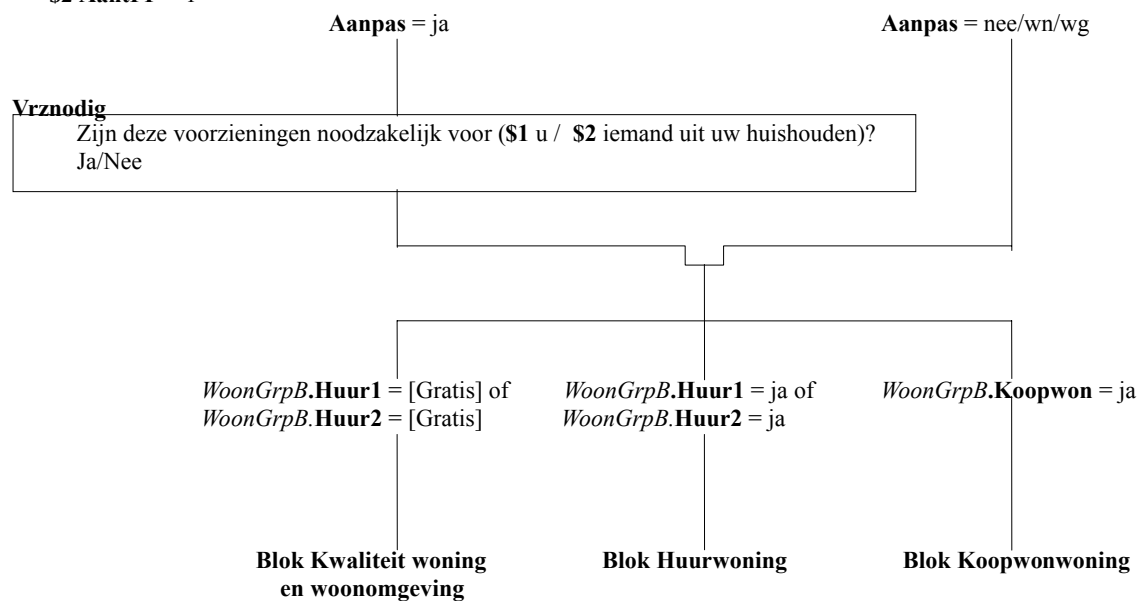 Aanpas = ja
Aanpas = nee/wn/wg
Vrznodig
Zijn deze voorzieningen noodzakelijk voor ($1 u / $2 iemand uit uw huishouden)?
Ja/Nee
WoonGrpB.Huur1 = [Gratis] of
WoonGrpB.Huur2 = [Gratis]
WoonGrpB.Huur1 = ja of
WoonGrpB.Huur2 = ja
WoonGrpB.Koopwon = ja
Blok Kwaliteit woning
en woonomgeving
Blok Huurwoning
Blok Koopwonwoning